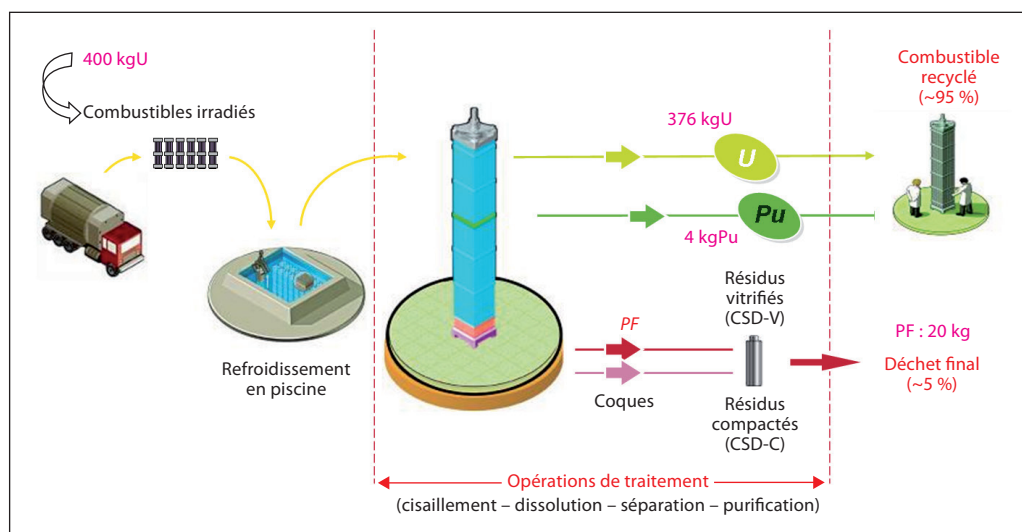 400 kgU
Combustibles irradiés
Refroidissement
en piscine
376 kgU
U
Pu
4 kgPu
Combustible
recyclé
(~95 %)
PF
Coques
Résidus
vitrifiés
(CSD-V)
Résidus
compactés
(CSD-C)
PF : 20 kg
Déchet final
(~5 %)
Opérations de traitement
(cisaillement – dissolution – séparation – purification)